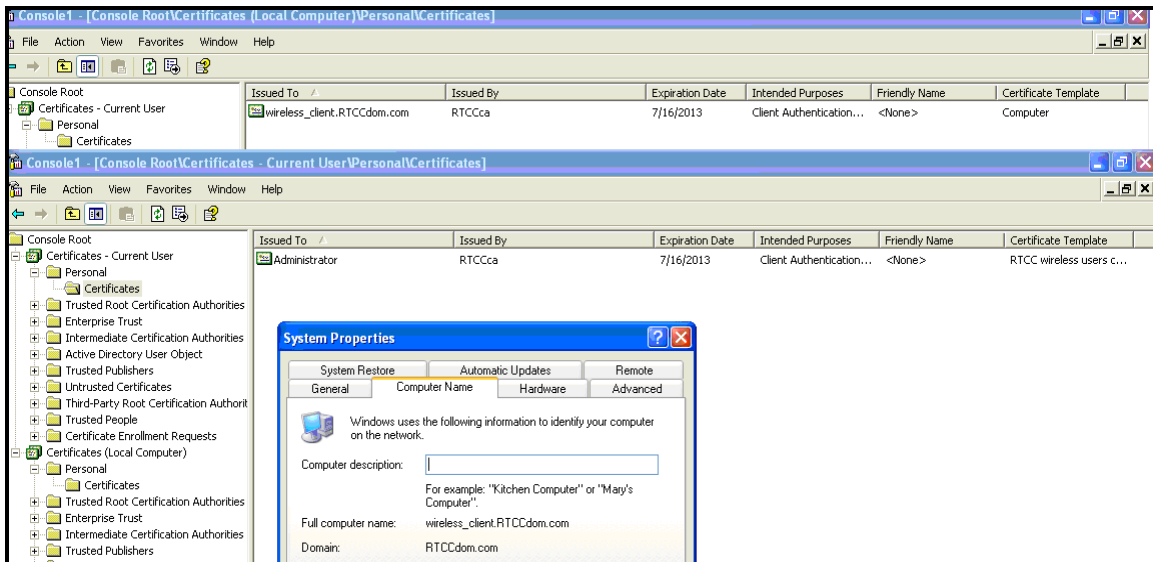 Console1 - [Console Root\Certificates (Local Computer)\Personal\Certificates]
File Action View Favorites Window Help
Console Root
Issued To Issued By Expiration Date Intended Purposes Friendly Name Certificate Template
Certificates - Current User
wireless_client.RTCCdom.com RTCCca 7/16/2013 Client Authentication... <None> Computer
Personal
Certificates
Console1 - [Console Root\Certificates - Current User\Personal\Certificates]
File Action View Favorites Window Help
Console Root
Issued To Issued By Expiration Date Intended Purposes Friendly Name Certificate Template
Certificates - Current User
Administrator RTCCca 7/16/2013 Client Authentication... <None> RTCC wireless users c...
Personal
Certificates
Trusted Root Certification Authorities
Enterprise Trust
Intermediate Certification Authorities
Active Directory User Object
Trusted Publishers
Untrusted Certificates
Third-Party Root Certification Authorit
Trusted People
Certificate Enrollment Requests
Certificates (Local Computer)
Personal
Certificates
Trusted Root Certification Authorities
Enterprise Trust
Intermediate Certification Authorities
Trusted Publishers
System Properties
System Restore Automatic Updates Remote
General Computer Name Hardware Advanced
Windows uses the following information to identify your computer
on the network.
Computer description:
For example: "Kitchen Computer" or "Mary's
Computer".
Full computer name: wireless_client.RTCCdom.com
Domain: RTCCdom.com